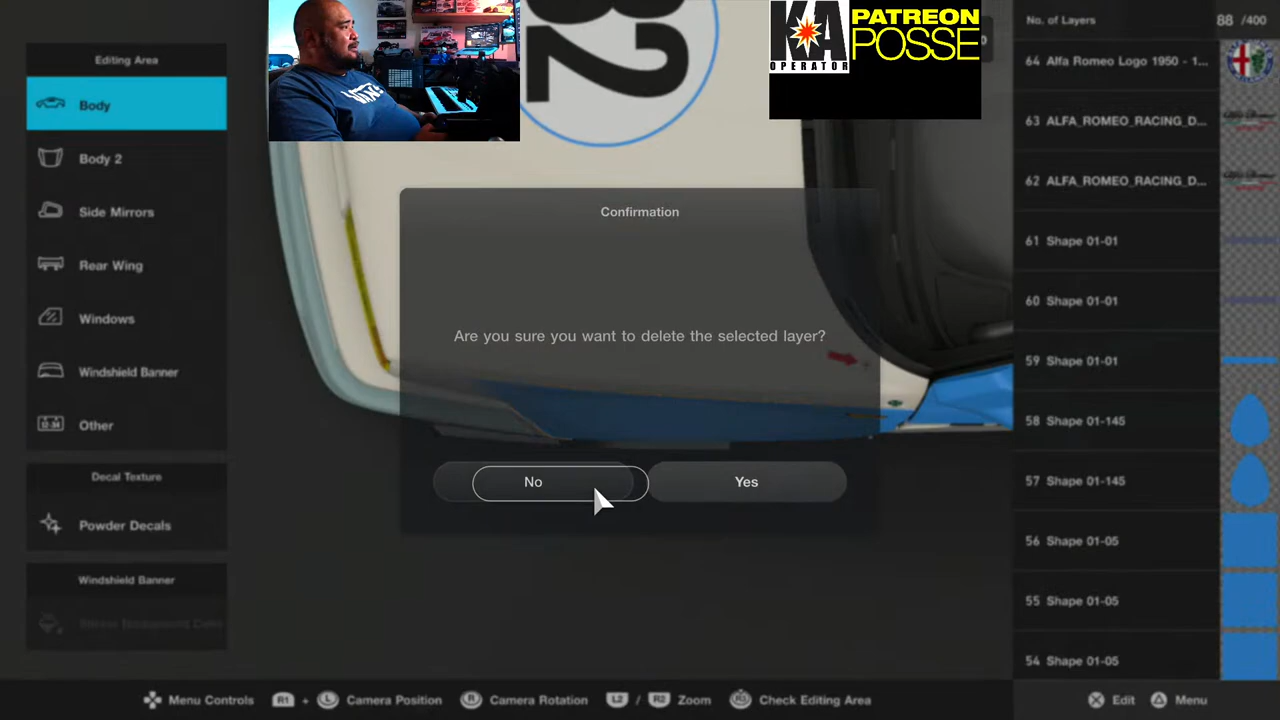 Editing Area
Body
Body 2
Side Mirrors
Rear Wing
Windows
Windshield Banner
Other
Decal Texture
Powder Decals
Windshield Banner
32
KA
OPERATOR
PATREON
POSSE
Confirmation
Are you sure you want to delete the selected layer?
No
Yes
No. of Layers 88 /400
64 Alfa Romeo Logo 1950 - 1...
63 ALFA_ROMEO_RACING_D...
62 ALFA_ROMEO_RACING_D...
61 Shape 01-01
60 Shape 01-01
59 Shape 01-01
58 Shape 01-145
57 Shape 01-145
56 Shape 01-05
55 Shape 01-05
54 Shape 01-05
Menu Controls R1 + L Camera Position R Camera Rotation L2 / R2 Zoom R3 Check Editing Area Edit Menu